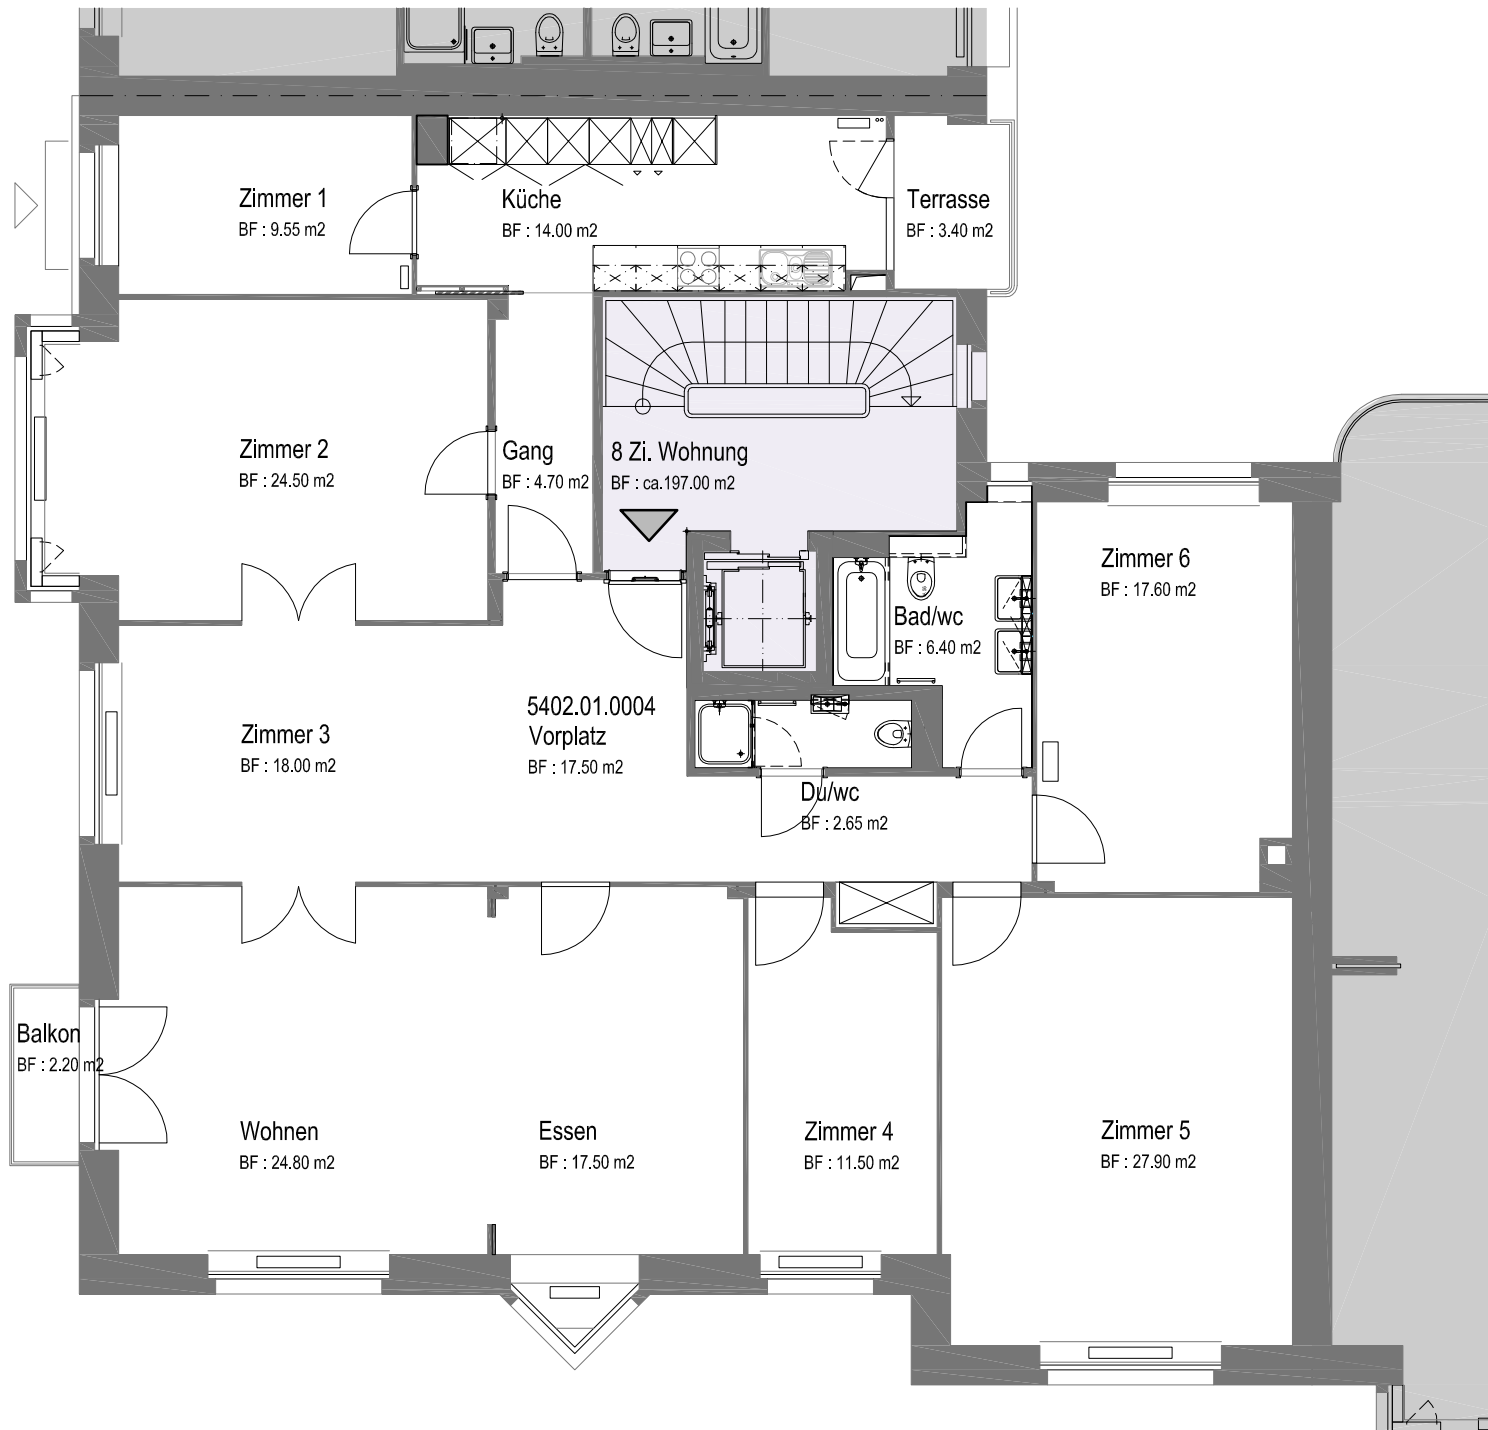 Zimmer 1
BF : 9.55 m2
Küche
BF : 14.00 m2
Terrasse
BF : 3.40 m2
Zimmer 2
BF : 24.50 m2
Gang
BF : 4.70 m2
8 Zi. Wohnung
BF : ca.197.00 m2
Zimmer 6
BF : 17.60 m2
Bad/wc
BF : 6.40 m2
Zimmer 3
BF : 18.00 m2
5402.01.0004
Vorplatz
BF : 17.50 m2
Du/wc
BF : 2.65 m2
Balkon
BF : 2.20 m2
Wohnen
BF : 24.80 m2
Essen
BF : 17.50 m2
Zimmer 4
BF : 11.50 m2
Zimmer 5
BF : 27.90 m2